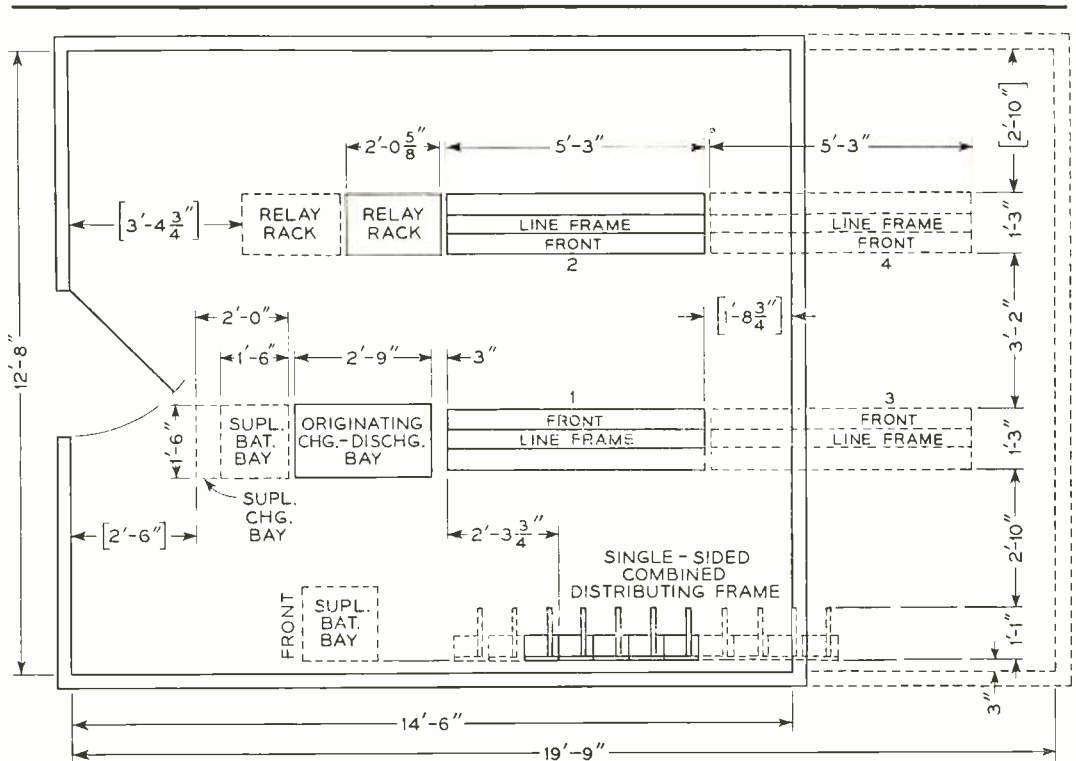 [2'-10"]
2'-0 5/8"
5'-3"
5'-3"
12'-8"
[3'-4 3/4"]
RELAY
RACK
RELAY
RACK
LINE FRAME
FRONT
2
LINE FRAME
FRONT
4
1'-3"
2'-0"
[1'-8 3/4"]
3'-2"
1'-6"
2'-9"
3"
1'-6"
SUPL.
BAT.
BAY
ORIGINATING
CHG.-DISCHG.
BAY
1
FRONT
LINE FRAME
3
FRONT
LINE FRAME
1'-3"
SUPL.
CHG.
BAY
[2'-6"]
2'-3 3/4"
2'-10"
SINGLE-SIDED
COMBINED
DISTRIBUTING FRAME
FRONT
SUPL.
BAT.
BAY
1'-1"
3"
14'-6"
19'-9"